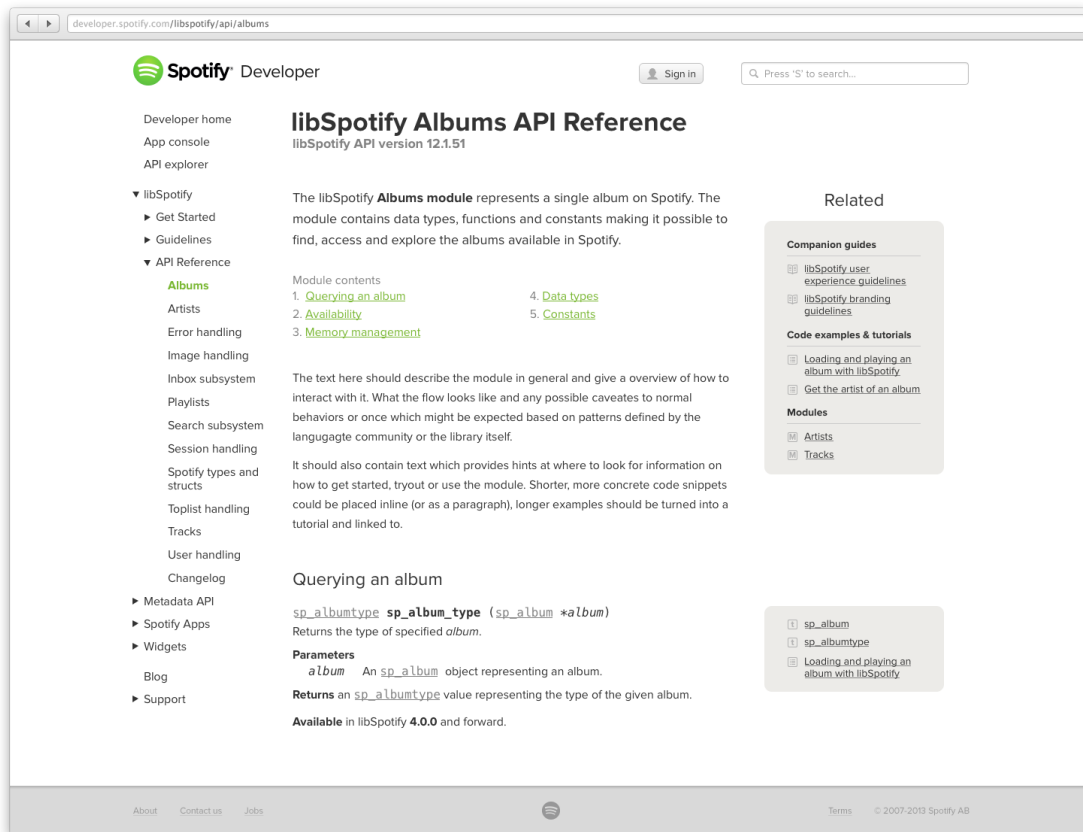 developer.spotify.com/libspotify/api/albums
Spotify Developer
Sign in
Press 'S' to search...
Developer home
App console
API explorer
libSpotify
Get Started
Guidelines
API Reference
Albums
Artists
Error handling
Image handling
Inbox subsystem
Playlists
Search subsystem
Session handling
Spotify types and
structs
Toplist handling
Tracks
User handling
Changelog
Metadata API
Spotify Apps
Widgets
Blog
Support
libSpotify Albums API Reference
libSpotify API version 12.1.51
The libSpotify Albums module represents a single album on Spotify. The
module contains data types, functions and constants making it possible to
find, access and explore the albums available in Spotify.
Module contents
1. Querying an album
2. Availability
3. Memory management
4. Data types
5. Constants
The text here should describe the module in general and give a overview of how to
interact with it. What the flow looks like and any possible caveates to normal
behaviors or once which might be expected based on patterns defined by the
langugagte community or the library itself.
It should also contain text which provides hints at where to look for information on
how to get started, tryout or use the module. Shorter, more concrete code snippets
could be placed inline (or as a paragraph), longer examples should be turned into a
tutorial and linked to.
Querying an album
sp_albumtype sp_album_type (sp_album *album)
Returns the type of specified album.
Parameters
album An sp_album object representing an album.
Returns an sp_albumtype value representing the type of the given album.
Available in libSpotify 4.0.0 and forward.
Related
Companion guides
libSpotify user
experience guidelines
libSpotify branding
guidelines
Code examples & tutorials
Loading and playing an
album with libSpotify
Get the artist of an album
Modules
M Artists
M Tracks
t sp_album
t sp_albumtype
Loading and playing an
album with libSpotify
About Contact us Jobs
Terms © 2007-2013 Spotify AB